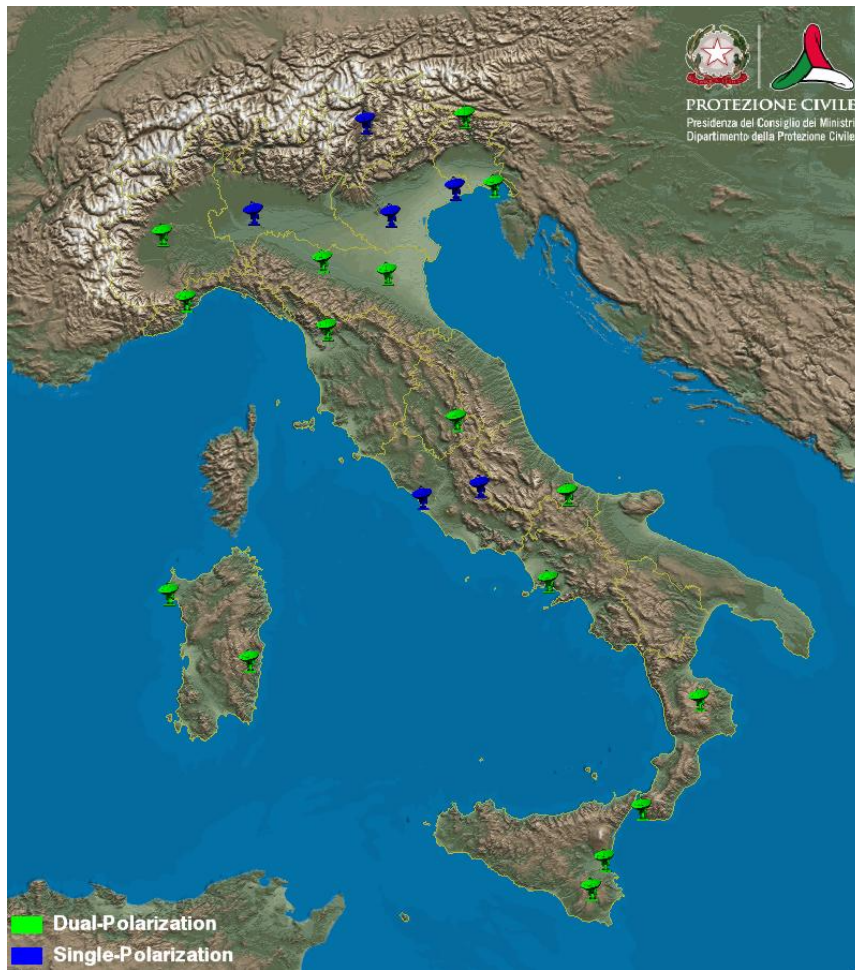 PROTEZIONE CIVILE
Presidenza del Consiglio dei Ministri
Dipartimento della Protezione Civile
Dual-Polarization
Single-Polarization